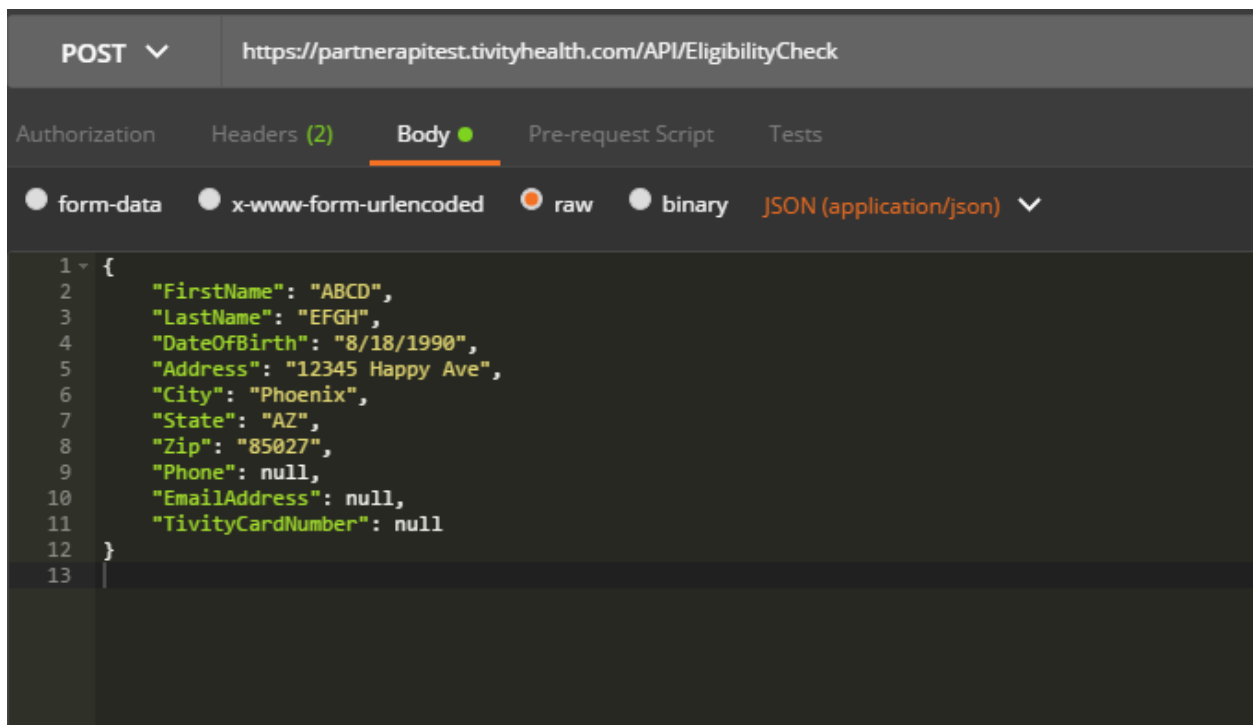 POST https://partnerapitest.tivityhealth.com/API/EligibilityCheck
Authorization Headers (2) Body Pre-request Script Tests
form-data x-www-form-urlencoded raw binary JSON (application/json)
1 {
2 "FirstName": "ABCD",
3 "LastName": "EFGH",
4 "DateOfBirth": "8/18/1990",
5 "Address": "12345 Happy Ave",
6 "City": "Phoenix",
7 "State": "AZ",
8 "Zip": "85027",
9 "Phone": null,
10 "EmailAddress": null,
11 "TivityCardNumber": null
12 }
13